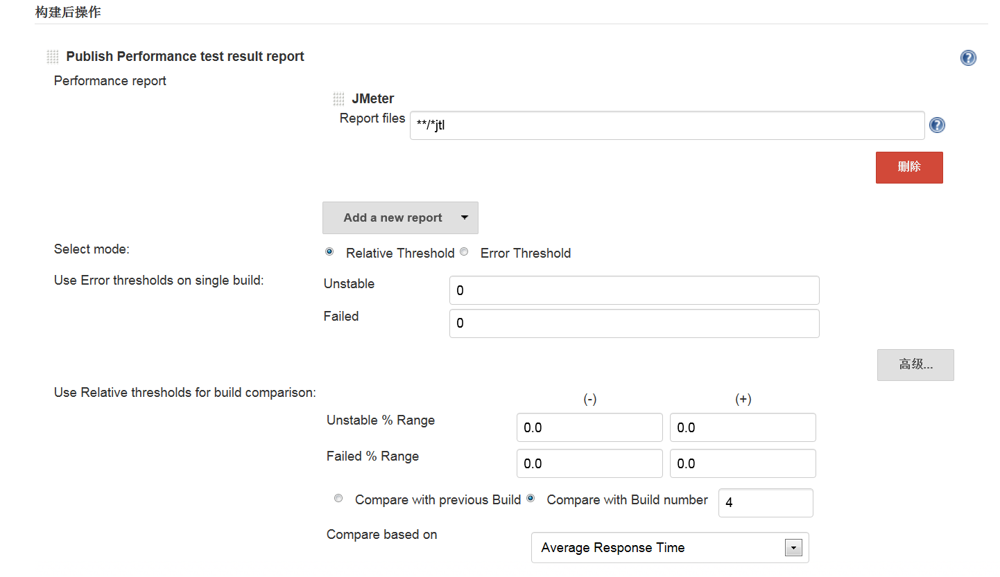 构建后操作
Publish Performance test result report
Performance report
JMeter
Report files **/*jtl
删除
Add a new report
Select mode: Relative Threshold Error Threshold
Use Error thresholds on single build: Unstable 0
Failed 0
高级...
Use Relative thresholds for build comparison:
(-) (+)
Unstable % Range 0.0 0.0
Failed % Range 0.0 0.0
Compare with previous Build Compare with Build number 4
Compare based on Average Response Time